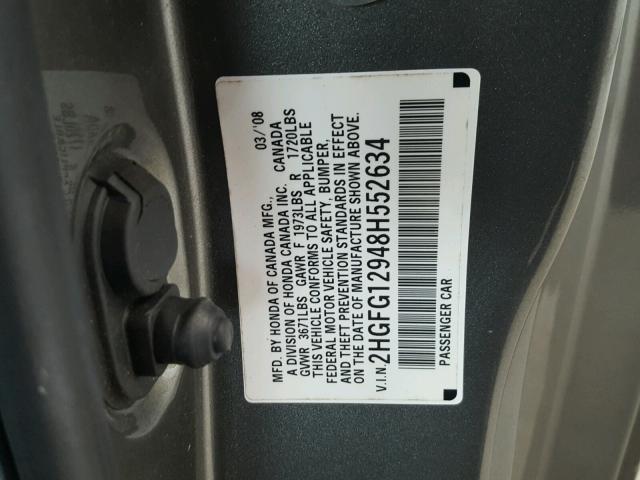 MFD. BY HONDA OF CANADA MFG., 03/'08
A DIVISION OF HONDA CANADA INC. CANADA
GVWR 3671LBS GAWR F 1973LBS R 1720LBS
THIS VEHICLE CONFORMS TO ALL APPLICABLE
FEDERAL MOTOR VEHICLE SAFETY, BUMPER,
AND THEFT PREVENTION STANDARDS IN EFFECT
ON THE DATE OF MANUFACTURE SHOWN ABOVE.
V.I.N. 2HGFG12948H552634
PASSENGER CAR